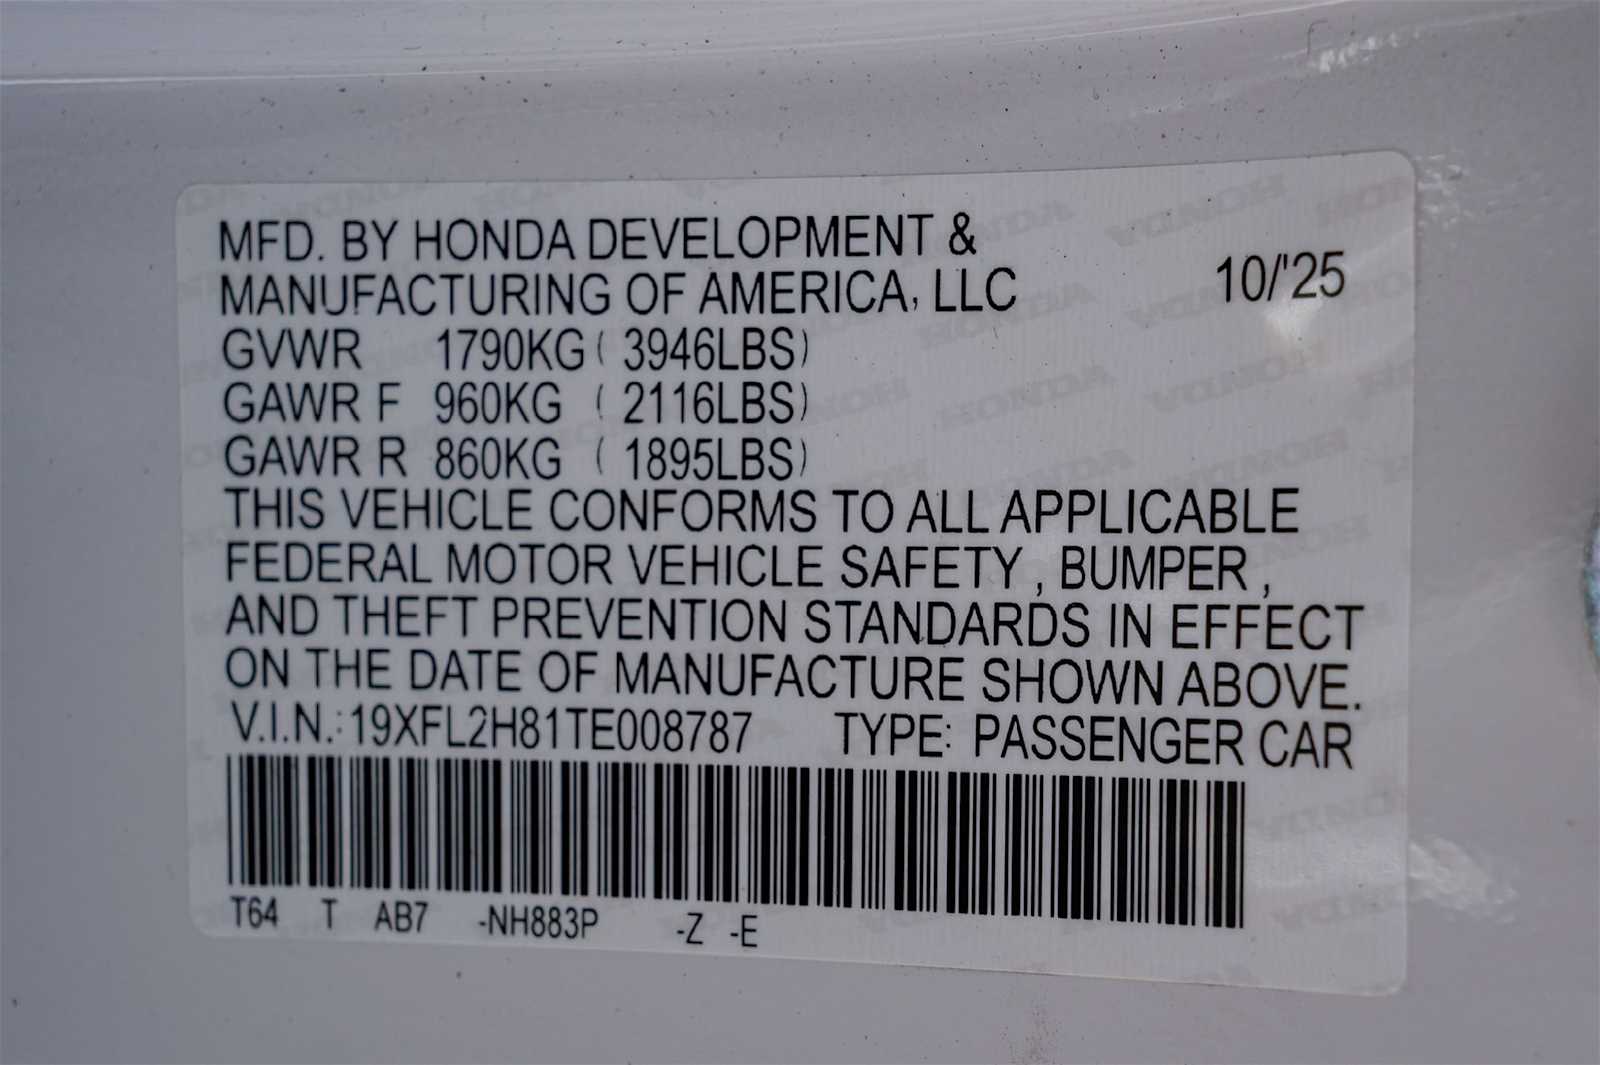 MFD. BY HONDA DEVELOPMENT &
MANUFACTURING OF AMERICA, LLC 10/'25
GVWR 1790KG ( 3946LBS)
GAWR F 960KG ( 2116LBS)
GAWR R 860KG ( 1895LBS)
THIS VEHICLE CONFORMS TO ALL APPLICABLE
FEDERAL MOTOR VEHICLE SAFETY , BUMPER ,
AND THEFT PREVENTION STANDARDS IN EFFECT
ON THE DATE OF MANUFACTURE SHOWN ABOVE.
V.I.N.: 19XFL2H81TE008787 TYPE: PASSENGER CAR
T64 T AB7 -NH883P -Z -E